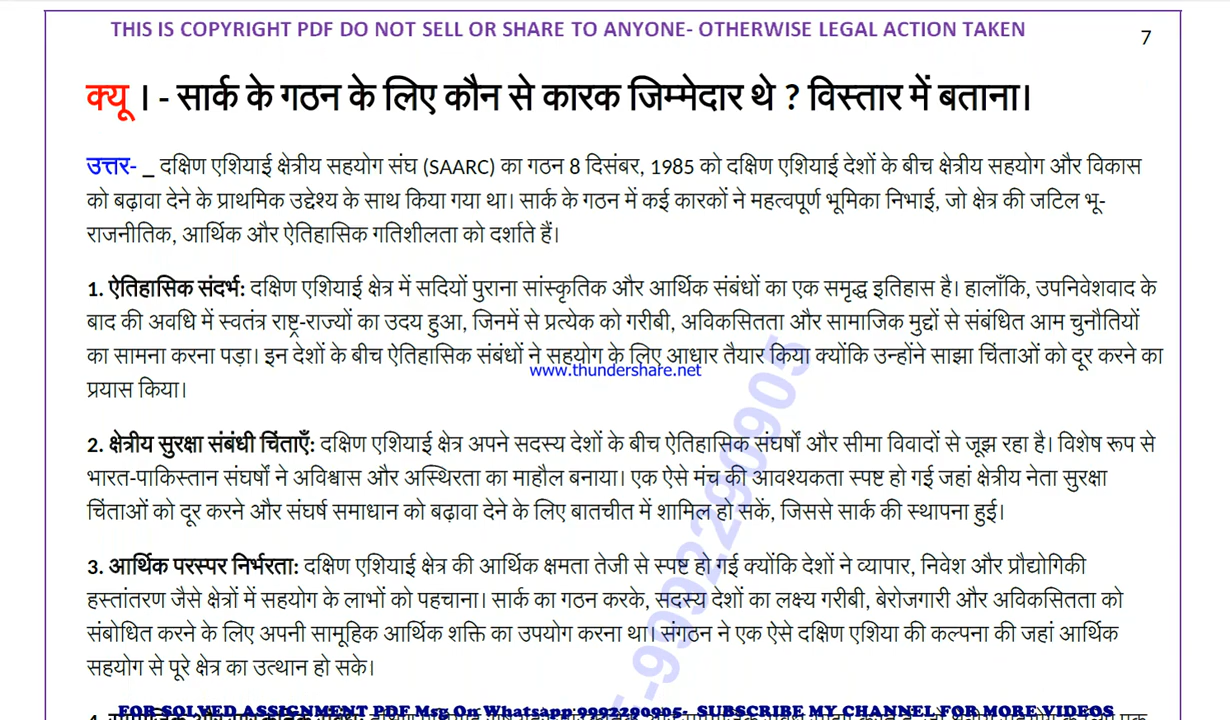 THIS IS COPYRIGHT PDF DO NOT SELL OR SHARE TO ANYONE- OTHERWISE LEGAL ACTION TAKEN
7
क्यू । - सार्क के गठन के लिए कौन से कारक जिम्मेदार थे ? विस्तार में बताना।
उत्तर- _ दक्षिण एशियाई क्षेत्रीय सहयोग संघ (SAARC) का गठन 8 दिसंबर, 1985 को दक्षिण एशियाई देशों के बीच क्षेत्रीय सहयोग और विकास
को बढ़ावा देने के प्राथमिक उद्देश्य के साथ किया गया था। सार्क के गठन में कई कारकों ने महत्वपूर्ण भूमिका निभाई, जो क्षेत्र की जटिल भू-
राजनीतिक, आर्थिक और ऐतिहासिक गतिशीलता को दर्शाते हैं।
1. ऐतिहासिक संदर्भ: दक्षिण एशियाई क्षेत्र में सदियों पुराना सांस्कृतिक और आर्थिक संबंधों का एक समृद्ध इतिहास है। हालाँकि, उपनिवेशवाद के
बाद की अवधि में स्वतंत्र राष्ट्र-राज्यों का उदय हुआ, जिनमें से प्रत्येक को गरीबी, अविकसितता और सामाजिक मुद्दों से संबंधित आम चुनौतियों
का सामना करना पड़ा। इन देशों के बीच ऐतिहासिक संबंधों ने सहयोग के लिए आधार तैयार किया क्योंकि उन्होंने साझा चिंताओं को दूर करने का
www.thundershare.net
प्रयास किया।
2. क्षेत्रीय सुरक्षा संबंधी चिंताएँ: दक्षिण एशियाई क्षेत्र अपने सदस्य देशों के बीच ऐतिहासिक संघर्षों और सीमा विवादों से जूझ रहा है। विशेष रूप से
भारत-पाकिस्तान संघर्षों ने अविश्वास और अस्थिरता का माहौल बनाया। एक ऐसे मंच की आवश्यकता स्पष्ट हो गई जहां क्षेत्रीय नेता सुरक्षा
चिंताओं को दूर करने और संघर्ष समाधान को बढ़ावा देने के लिए बातचीत में शामिल हो सकें, जिससे सार्क की स्थापना हुई।
3. आर्थिक परस्पर निर्भरता: दक्षिण एशियाई क्षेत्र की आर्थिक क्षमता तेजी से स्पष्ट हो गई क्योंकि देशों ने व्यापार, निवेश और प्रौद्योगिकी
हस्तांतरण जैसे क्षेत्रों में सहयोग के लाभों को पहचाना। सार्क का गठन करके, सदस्य देशों का लक्ष्य गरीबी, बेरोजगारी और अविकसितता को
संबोधित करने के लिए अपनी सामूहिक आर्थिक शक्ति का उपयोग करना था। संगठन ने एक ऐसे दक्षिण एशिया की कल्पना की जहां आर्थिक
सहयोग से पूरे क्षेत्र का उत्थान हो सके।
-9992290905
FOR SOLVED ASSIGNMENT PDF Msg On Whatsapp 9992290905- SUBSCRIBE MY CHANNEL FOR MORE VIDEOS